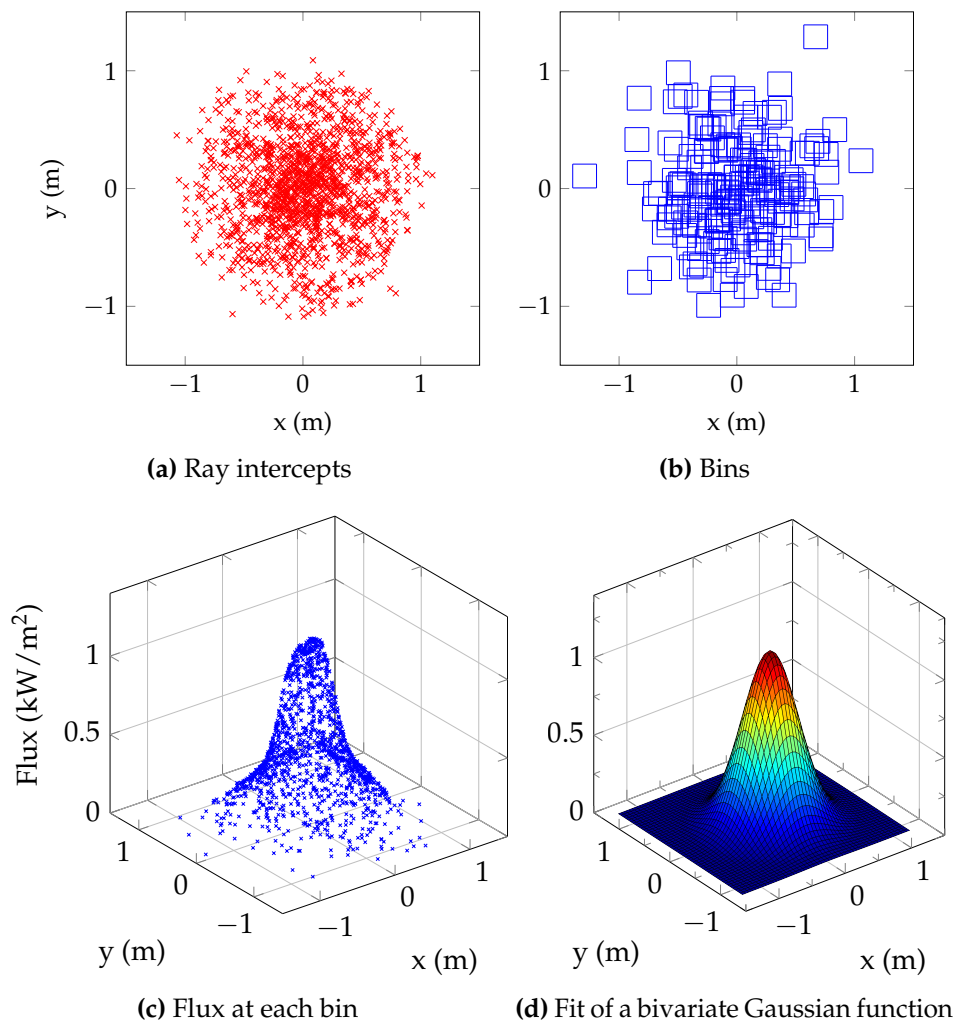 1
0
−1
y (m)
−1
0
1
x (m)
(a) Ray intercepts
1
0
−1
−1
0
1
x (m)
(b) Bins
1
0.5
0
Flux (kW/m²)
1
0
−1
y (m)
−1
0
1
x (m)
(c) Flux at each bin
1
0.5
0
1
0
−1
y (m)
−1
0
1
x (m)
(d) Fit of a bivariate Gaussian function